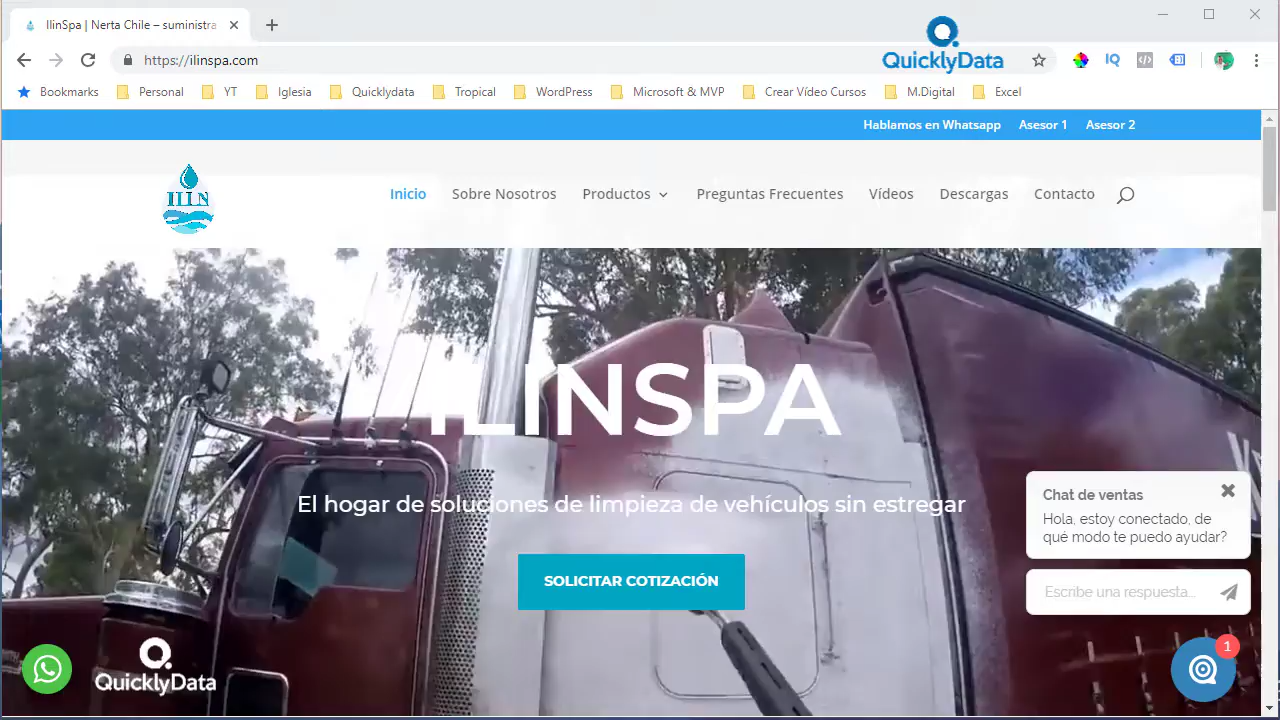 IlinSpa | Nerta Chile – suministra
https://ilinspa.com
QuicklyData
IQ
Bookmarks Personal YT Iglesia Quicklydata Tropical WordPress Microsoft & MVP Crear Vídeo Cursos M.Digital Excel
Hablamos en Whatsapp Asesor 1 Asesor 2
ILIN
Inicio Sobre Nosotros Productos Preguntas Frecuentes Vídeos Descargas Contacto
ILINSPA
El hogar de soluciones de limpieza de vehículos sin estregar
SOLICITAR COTIZACIÓN
Chat de ventas
Hola, estoy conectado, de
qué modo te puedo ayudar?
Escribe una respuesta...
1
QuicklyData